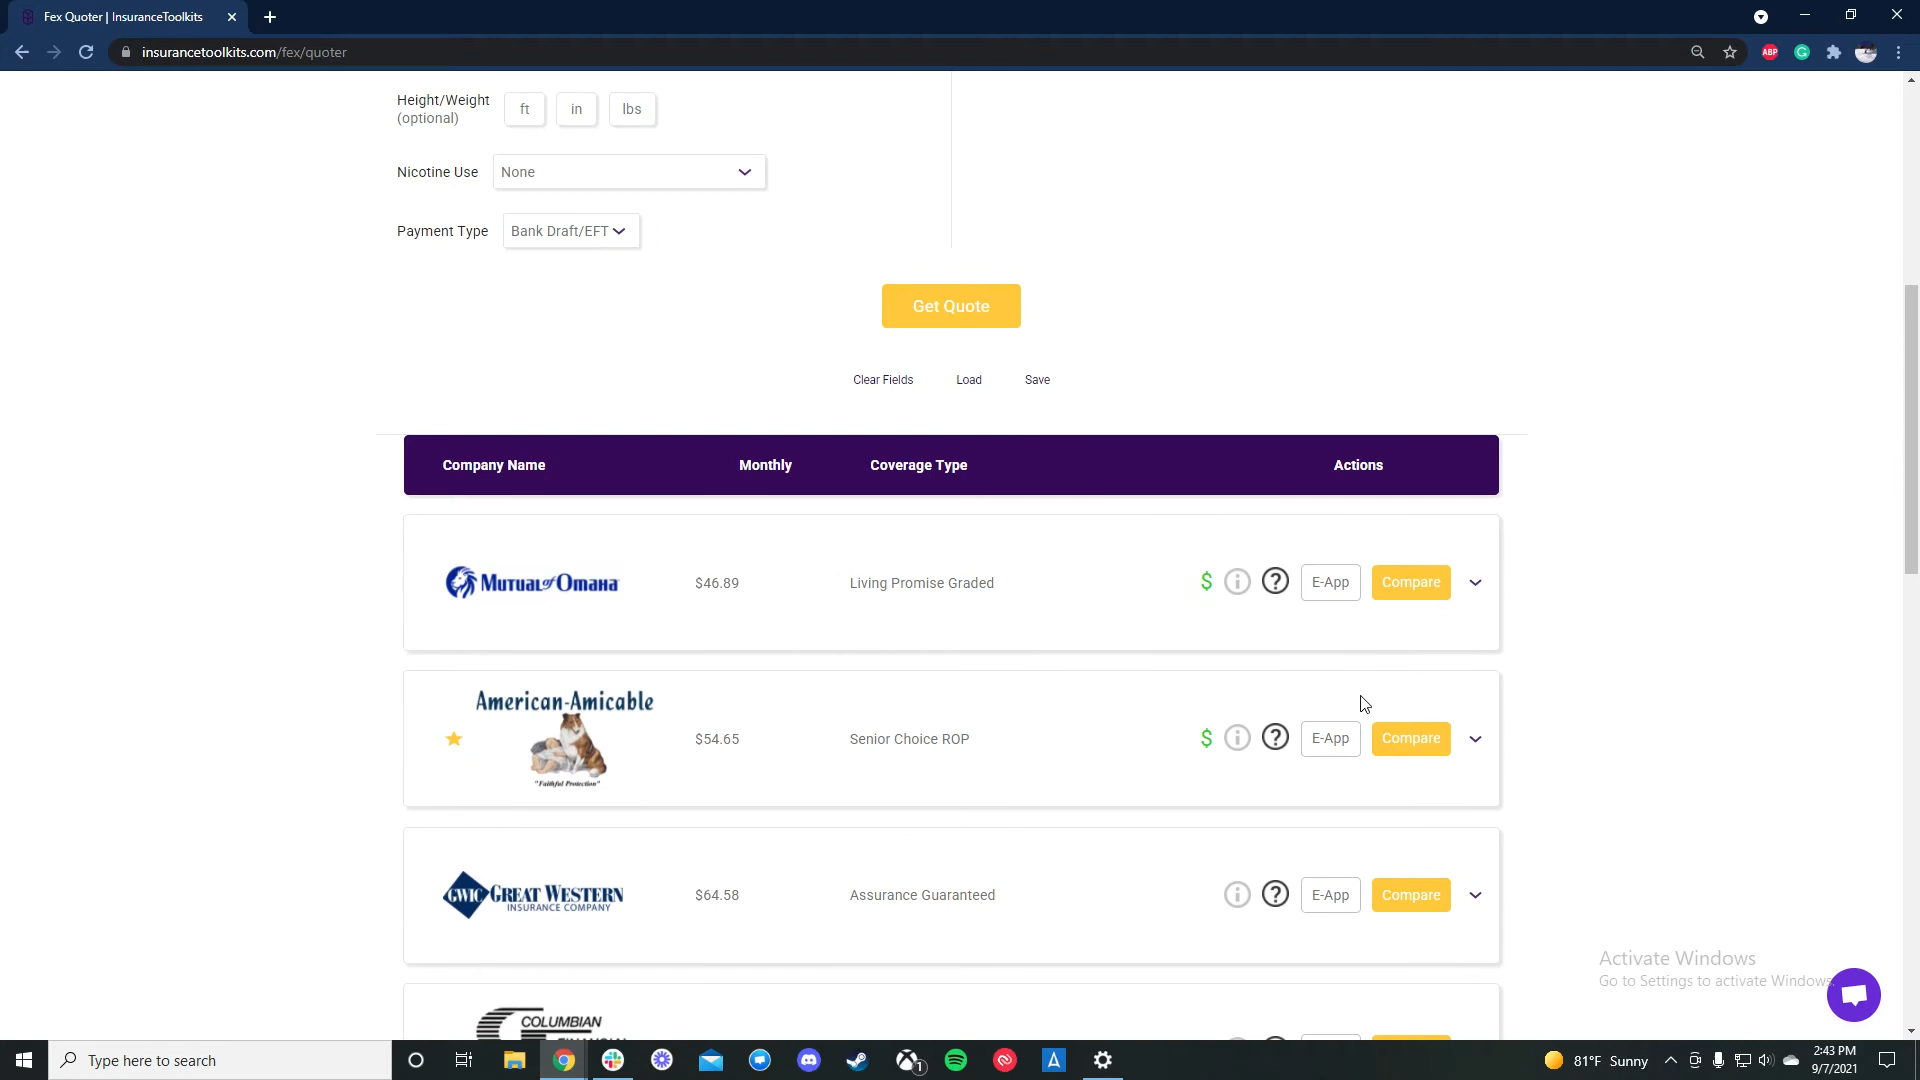 Fex Quoter | InsuranceToolkits
insurancetoolkits.com/fex/quoter
ABP
Height/Weight
(optional)
ft in lbs
Nicotine Use None
Payment Type Bank Draft/EFT
Get Quote
Clear Fields Load Save
Company Name Monthly Coverage Type Actions
Mutual of Omaha $46.89 Living Promise Graded $ i ? E-App Compare
American-Amicable
"Faithful Protection"
$54.65 Senior Choice ROP $ i ? E-App Compare
GWIC GREAT WESTERN
INSURANCE COMPANY
$64.58 Assurance Guaranteed i ? E-App Compare
COLUMBIAN
Activate Windows
Go to Settings to activate Windows.
Type here to search
1
81°F Sunny
2:43 PM
9/7/2021